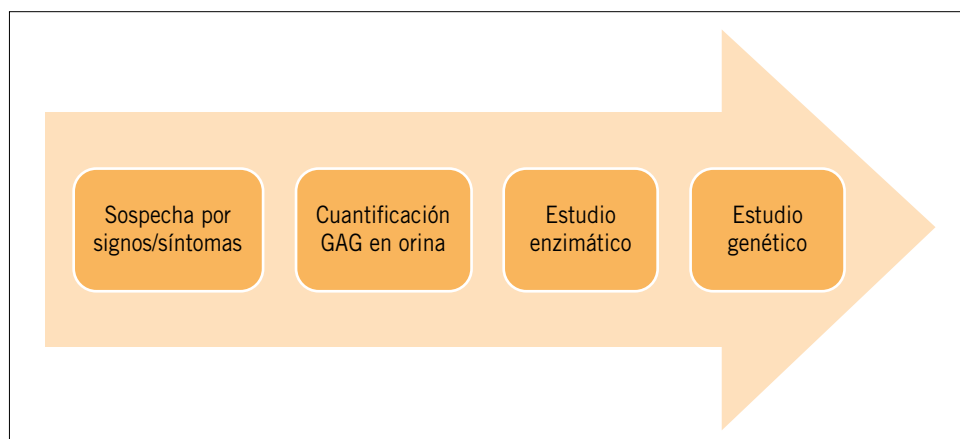 Sospecha por
signos/síntomas
Cuantificación
GAG en orina
Estudio
enzimático
Estudio
genético